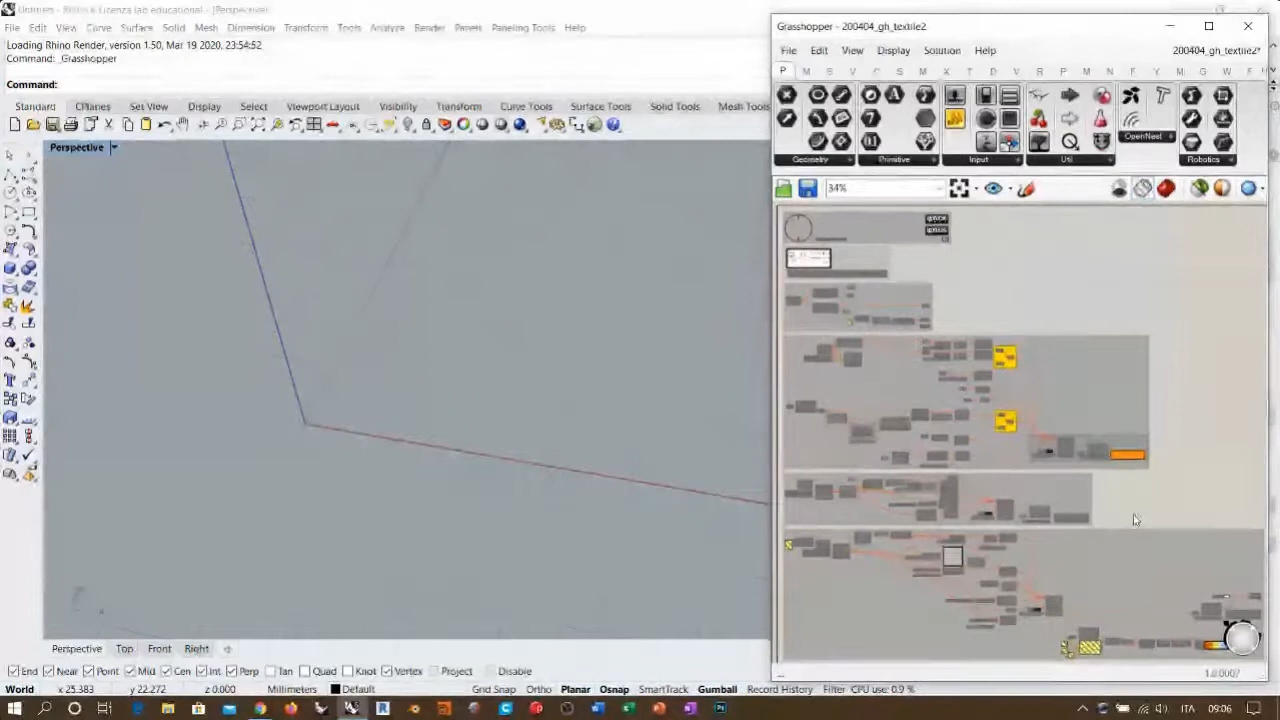 Untitled - Rhino 6 Licenza lab educational - [Perspective]
File Edit View Curve Surface Solid Mesh Dimension Transform Tools Analyze Render Panels Paneling Tools Help
Loading Rhino Render, version 1.50, Mar 19 2020, 23:54:52
Command: _Grasshopper
Command:
Standard CPlanes Set View Display Select Viewport Layout Visibility Transform Curve Tools Surface Tools Solid Tools Mesh Tools
Perspective
Grasshopper - 200404_gh_textile2
File Edit View Display Solution Help 200404_gh_textile2*
P M S V C S M X T D V R P M N F Y M G W F H
Geometry Primitive Input Util OpenNest Robotics
34%
1.0.0007
Perspective Top Front Right
End Near Point Mid Cen Int Perp Tan Quad Knot Vertex Project Disable
World x 25.383 y 22.272 z 0.000 Millimeters Default Grid Snap Ortho Planar Osnap SmartTrack Gumball Record History Filter CPU use: 0.9 %
ITA 09:06